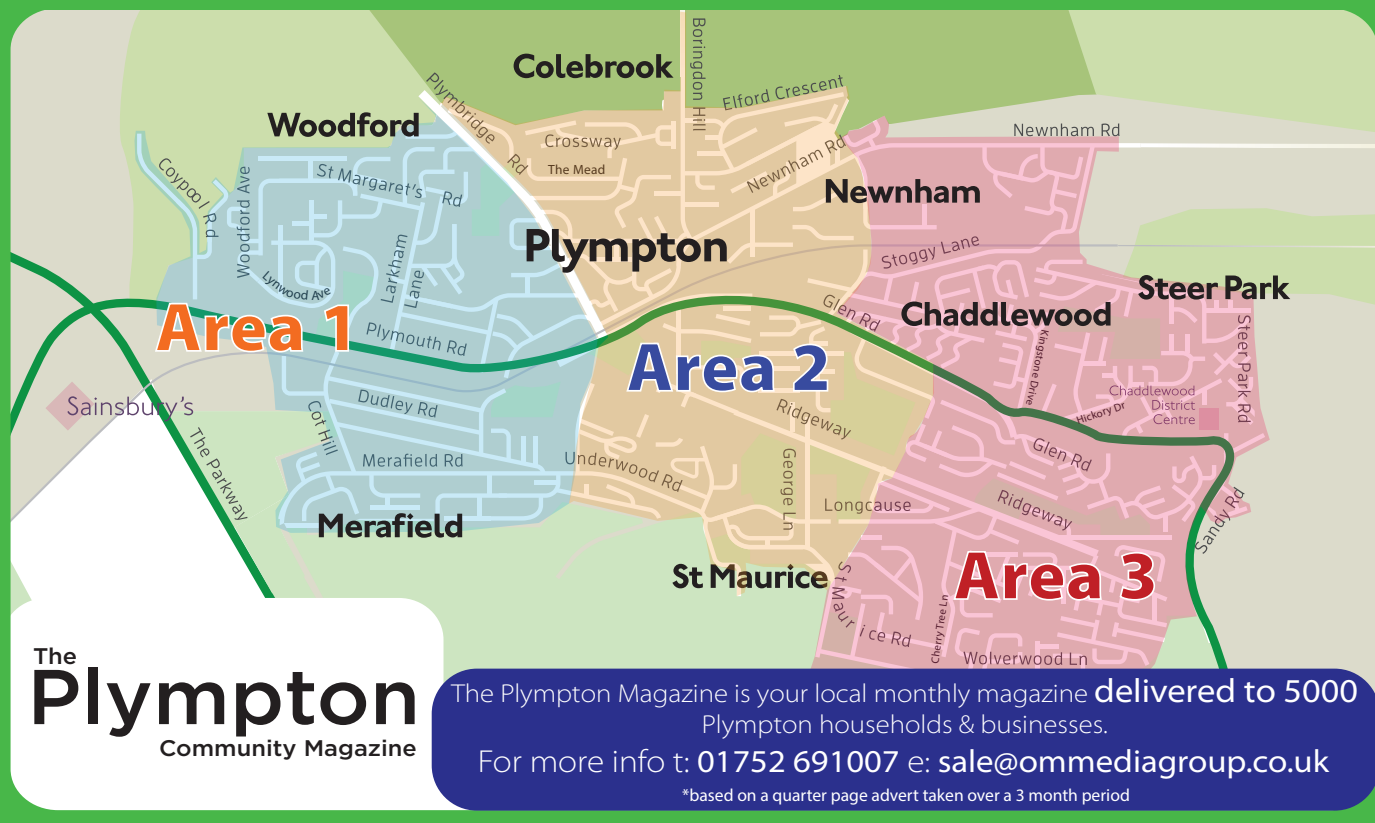 Colebrook
Boringdon Hill
Elford Crescent
Plymbridge Rd
Woodford
Crossway
The Mead
Newnham Rd
Newnham Rd
Coypool Rd
Woodford Ave
St Margaret's Rd
Newnham
Larkham Lane
Lynwood Ave
Plympton
Stoggy Lane
Steer Park
Area 1
Glen Rd
Chaddlewood
Plymouth Rd
Area 2
Kingstone Drive
Steer Park Rd
Sainsbury's
Dudley Rd
Chaddlewood
District
Centre
Hickory Dr
Cot Hill
Ridgeway
The Parkway
Merafield Rd
Underwood Rd
George Ln
Glen Rd
Longcause
Ridgeway
Sandy Rd
Merafield
St Maurice
Area 3
St Maurice Rd
Cherry Tree Ln
Wolverwood Ln
The
Plympton
Community Magazine
The Plympton Magazine is your local monthly magazine delivered to 5000
Plympton households & businesses.
For more info t: 01752 691007 e: sale@ommediagroup.co.uk
*based on a quarter page advert taken over a 3 month period